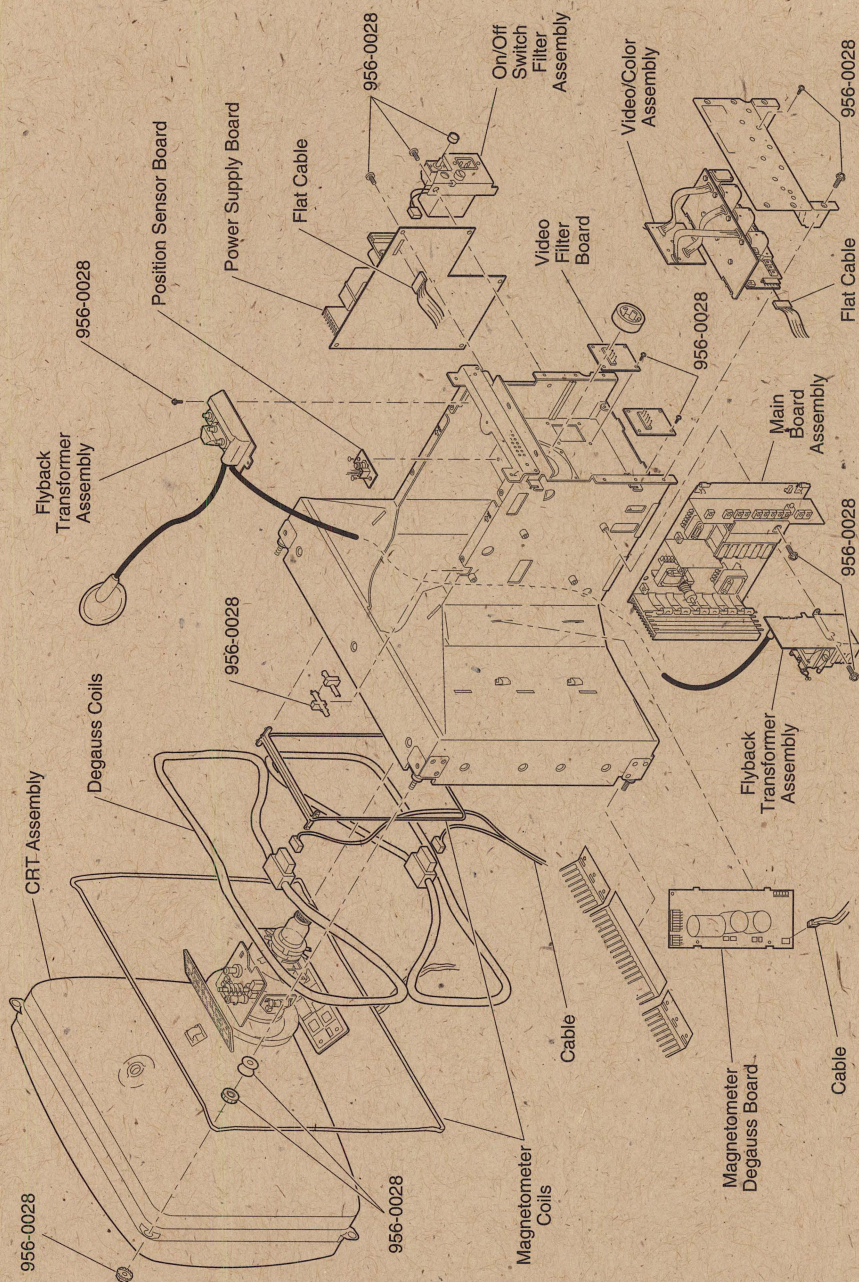 956-0028
CRT Assembly
Degauss Coils
956-0028
Flyback
Transformer
Assembly
956-0028
Position Sensor Board
Power Supply Board
Flat Cable
956-0028
On/Off
Switch
Filter
Assembly
956-0028
Magnetometer
Coils
Cable
Video
Filter
Board
956-0028
Video/Color
Assembly
Magnetometer
Degauss Board
Cable
Flyback
Transformer
Assembly
956-0028
Main
Board
Assembly
Flat Cable
956-0028